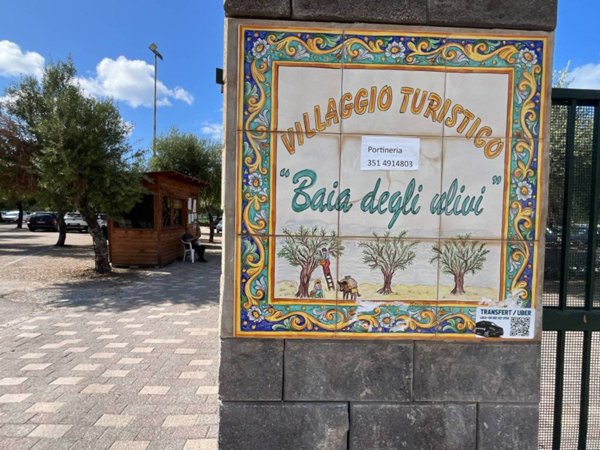 VILLAGGIO TURISTICO
Portineria
351 4914803
"Baia degli ulivi"
TRANSFERT / UBER